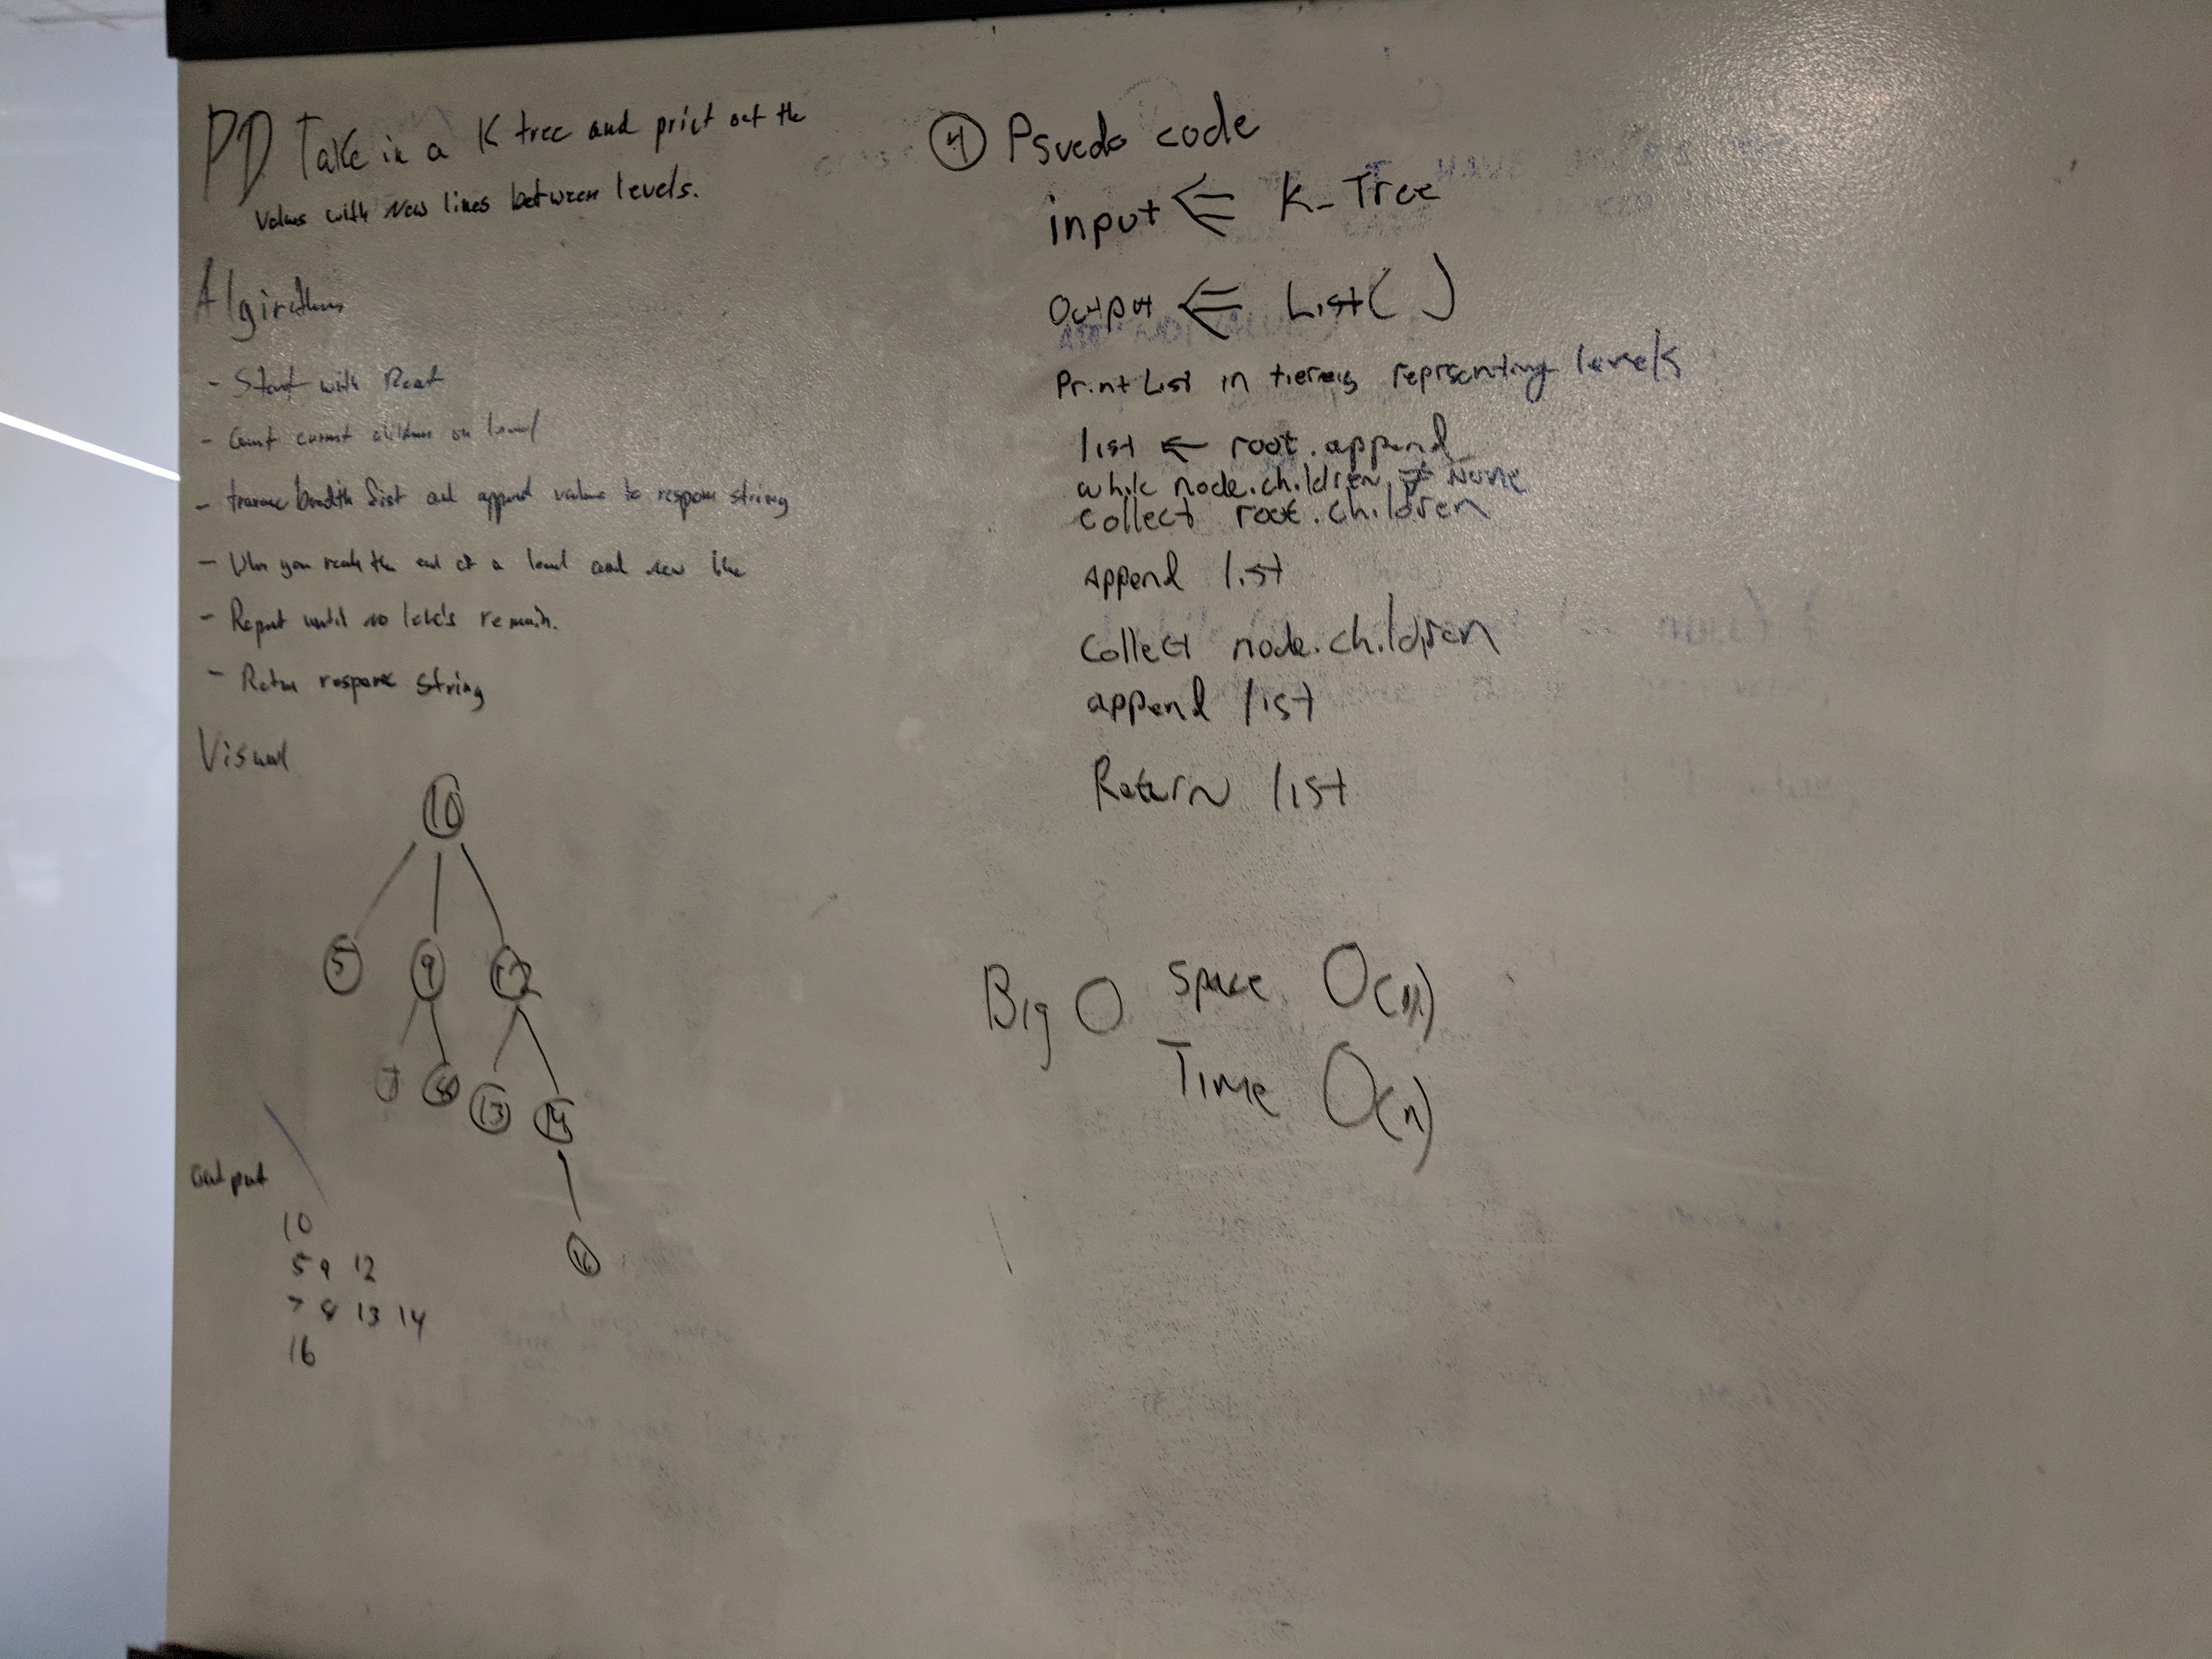 PD Take in a K tree and print out the
values with New lines between levels.
Algirathm
- Start with Root
- Count current children on level
- traverse breadth first and append values to response string
- When you reach the end of a level add new line
- Repeat until no levels remain.
- Return response string
Visual
10
5 9 12
7 8 13 14
16
output
10
5 9 12
7 8 13 14
16
4 Psvedo code
input ⇐ K_Tree
Output ⇐ List( )
Print List in representing levels
list ← root.append
while node.children ≠ None
collect root.children
append list
collect node.children
append list
Return list
Big O Space O(n)
Time O(n)